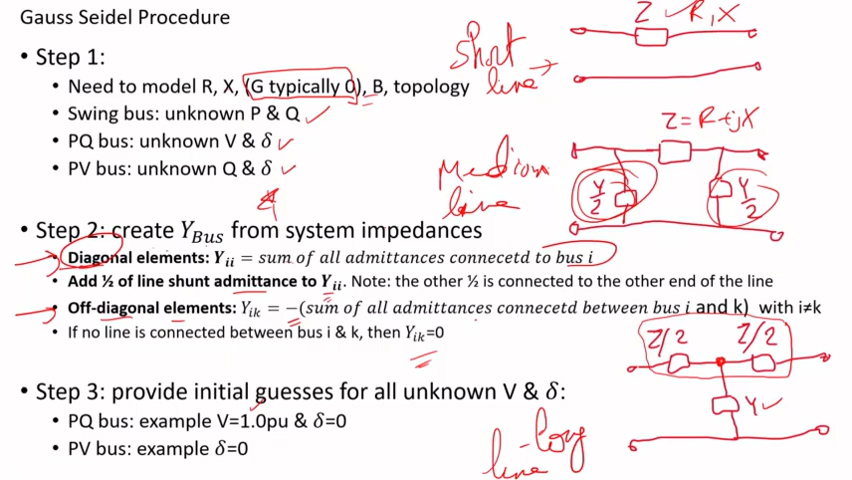 Gauss Seidel Procedure
• Step 1:
• Need to model R, X, (G typically 0), B, topology
• Swing bus: unknown P & Q
• PQ bus: unknown V & δ
• PV bus: unknown Q & δ
• Step 2: create Y_Bus from system impedances
• Diagonal elements: Y_ii = sum of all admittances connecetd to bus i
• Add ½ of line shunt admittance to Y_ii. Note: the other ½ is connected to the other end of the line
• Off-diagonal elements: Y_ik = −(sum of all admittances connecetd between bus i and k) with i≠k
• If no line is connected between bus i & k, then Y_ik=0
• Step 3: provide initial guesses for all unknown V & δ:
• PQ bus: example V=1.0pu & δ=0
• PV bus: example δ=0
Z R, X
Short
line
Z = R+jX
Medium
line
Y/2 Y/2
Z/2 Z/2
Y
long
line